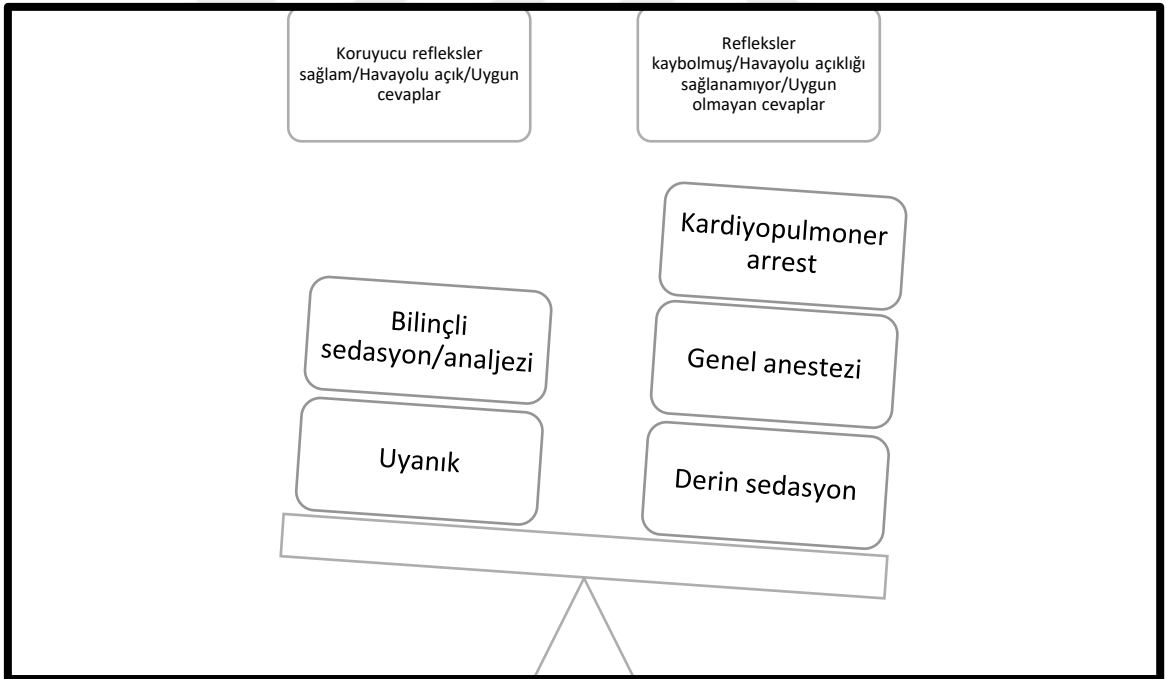 Koruyucu refleksler
sağlam/Havayolu açık/Uygun
cevaplar
Refleksler
kaybolmuş/Havayolu açıklığı
sağlanamıyor/Uygun
olmayan cevaplar
Bilinçli
sedasyon/analjezi
Uyanık
Kardiyopulmoner
arrest
Genel anestezi
Derin sedasyon